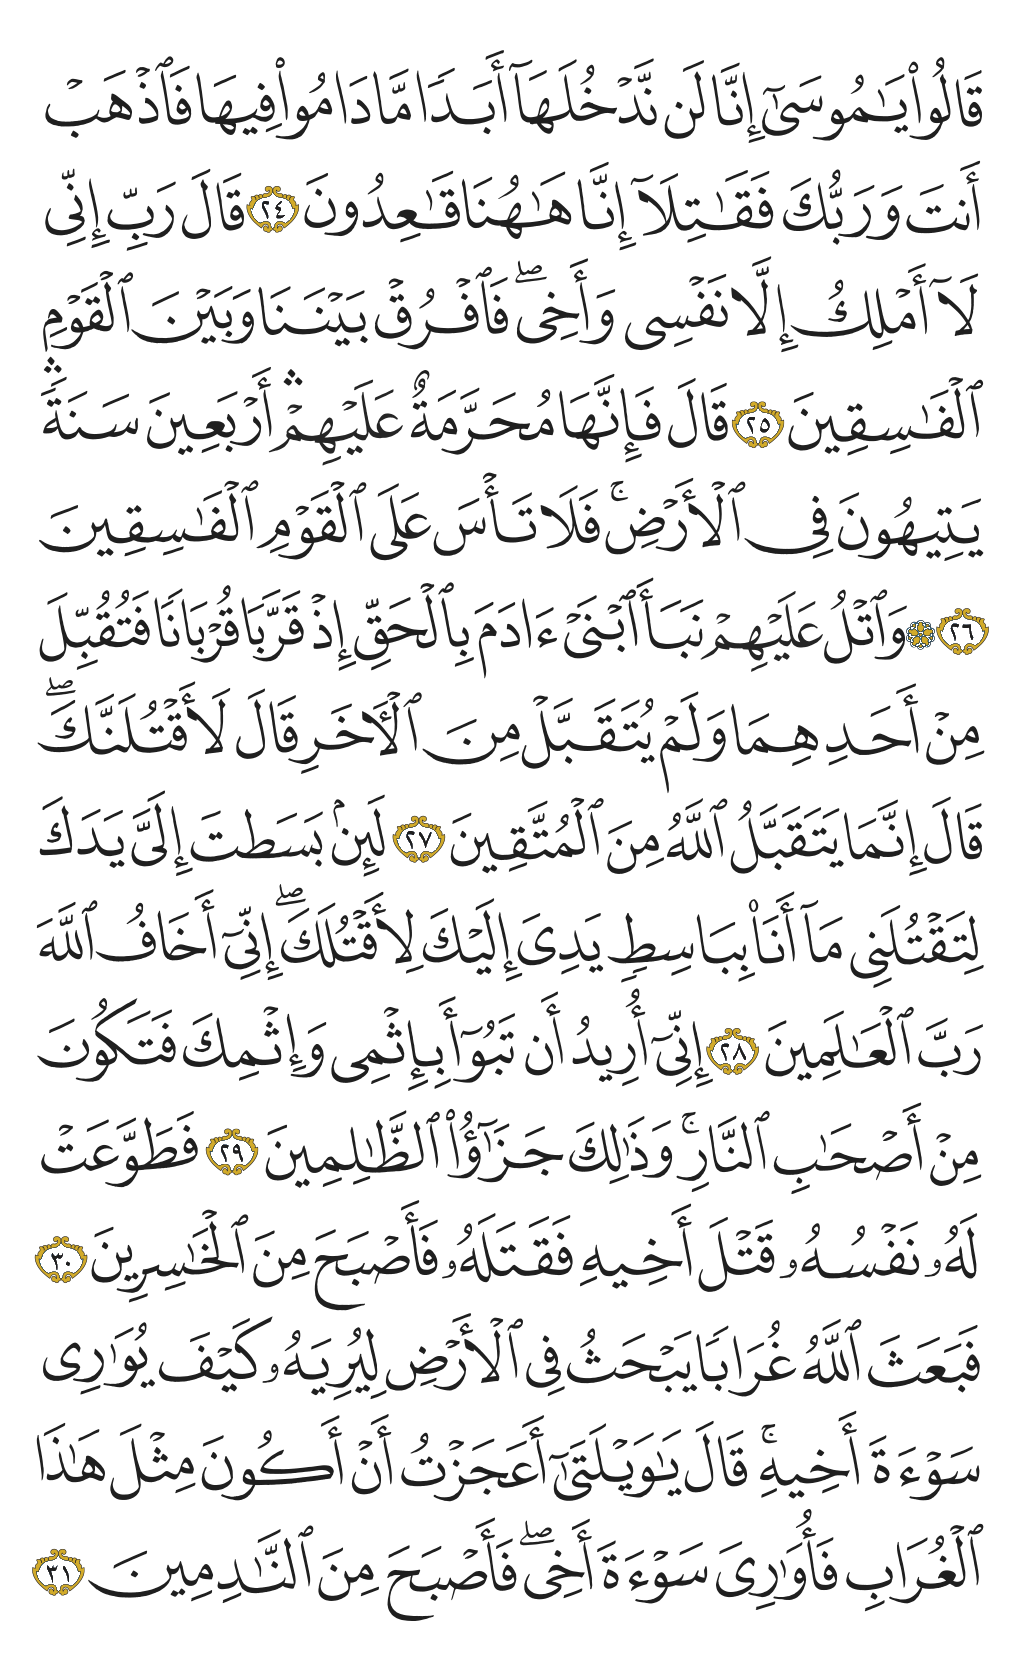 قَالُوا۟ يَـٰمُوسَىٰٓ إِنَّا لَن نَّدْخُلَهَآ أَبَدًا مَّا دَامُوا۟ فِيهَا فَٱذْهَبْ
أَنتَ وَرَبُّكَ فَقَـٰتِلَآ إِنَّا هَـٰهُنَا قَـٰعِدُونَ ٢٤ قَالَ رَبِّ إِنِّى
لَآ أَمْلِكُ إِلَّا نَفْسِى وَأَخِى ۖ فَٱفْرُقْ بَيْنَنَا وَبَيْنَ ٱلْقَوْمِ
ٱلْفَـٰسِقِينَ ٢٥ قَالَ فَإِنَّهَا مُحَرَّمَةٌ عَلَيْهِمْ ۛ أَرْبَعِينَ سَنَةً ۛ
يَتِيهُونَ فِى ٱلْأَرْضِ ۚ فَلَا تَأْسَ عَلَى ٱلْقَوْمِ ٱلْفَـٰسِقِينَ
٢٦ ۞ وَٱتْلُ عَلَيْهِمْ نَبَأَ ٱبْنَىْ ءَادَمَ بِٱلْحَقِّ إِذْ قَرَّبَا قُرْبَانًا فَتُقُبِّلَ
مِنْ أَحَدِهِمَا وَلَمْ يُتَقَبَّلْ مِنَ ٱلْـَٔاخَرِ قَالَ لَأَقْتُلَنَّكَ ۖ
قَالَ إِنَّمَا يَتَقَبَّلُ ٱللَّهُ مِنَ ٱلْمُتَّقِينَ ٢٧ لَئِنۢ بَسَطتَ إِلَىَّ يَدَكَ
لِتَقْتُلَنِى مَآ أَنَا۠ بِبَاسِطٍ يَدِىَ إِلَيْكَ لِأَقْتُلَكَ ۖ إِنِّىٓ أَخَافُ ٱللَّهَ
رَبَّ ٱلْعَـٰلَمِينَ ٢٨ إِنِّىٓ أُرِيدُ أَن تَبُوٓأَ بِإِثْمِى وَإِثْمِكَ فَتَكُونَ
مِنْ أَصْحَـٰبِ ٱلنَّارِ ۚ وَذَٰلِكَ جَزَٰٓؤُا۟ ٱلظَّـٰلِمِينَ ٢٩ فَطَوَّعَتْ
لَهُۥ نَفْسُهُۥ قَتْلَ أَخِيهِ فَقَتَلَهُۥ فَأَصْبَحَ مِنَ ٱلْخَـٰسِرِينَ ٣٠
فَبَعَثَ ٱللَّهُ غُرَابًا يَبْحَثُ فِى ٱلْأَرْضِ لِيُرِيَهُۥ كَيْفَ يُوَٰرِى
سَوْءَةَ أَخِيهِ ۚ قَالَ يَـٰوَيْلَتَىٰٓ أَعَجَزْتُ أَنْ أَكُونَ مِثْلَ هَـٰذَا
ٱلْغُرَابِ فَأُوَٰرِىَ سَوْءَةَ أَخِى ۖ فَأَصْبَحَ مِنَ ٱلنَّـٰدِمِينَ ٣١